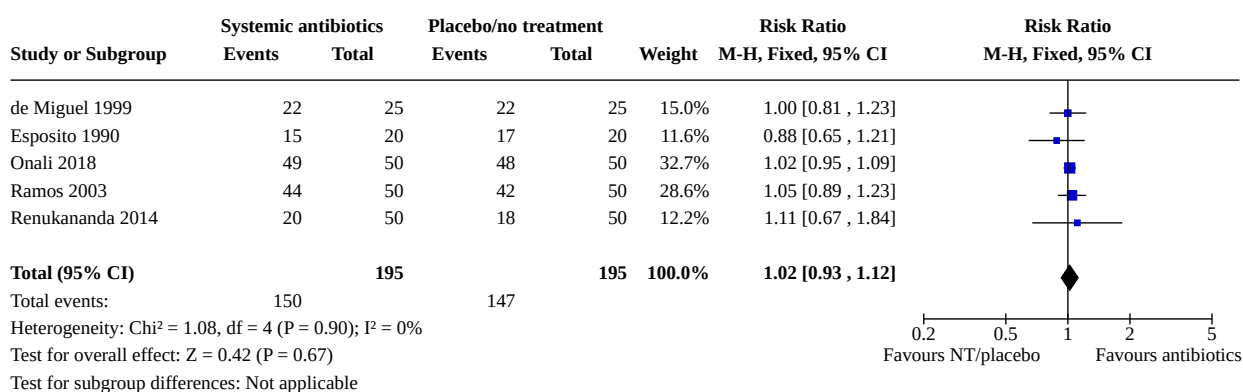 Systemic antibiotics Placebo/no treatment Risk Ratio Risk Ratio
Study or Subgroup Events Total Events Total Weight M-H, Fixed, 95% CI M-H, Fixed, 95% CI
de Miguel 1999 22 25 22 25 15.0% 1.00 [0.81 , 1.23]
Esposito 1990 15 20 17 20 11.6% 0.88 [0.65 , 1.21]
Onali 2018 49 50 48 50 32.7% 1.02 [0.95 , 1.09]
Ramos 2003 44 50 42 50 28.6% 1.05 [0.89 , 1.23]
Renukananda 2014 20 50 18 50 12.2% 1.11 [0.67 , 1.84]
Total (95% CI) 195 195 100.0% 1.02 [0.93 , 1.12]
Total events: 150 147
Heterogeneity: Chi² = 1.08, df = 4 (P = 0.90); I² = 0%
Test for overall effect: Z = 0.42 (P = 0.67)
Test for subgroup differences: Not applicable
0.2 0.5 1 2 5
Favours NT/placebo Favours antibiotics